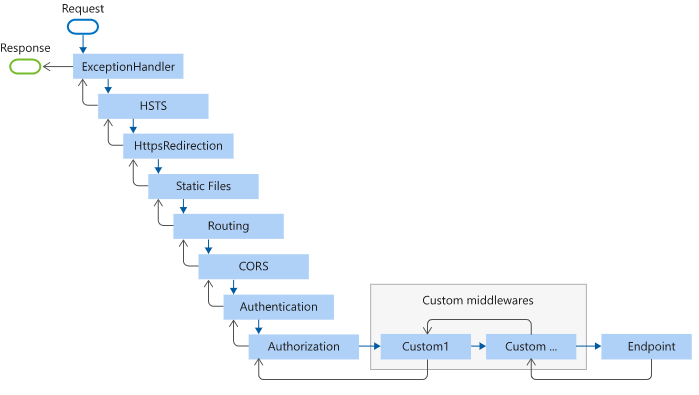 Request
Response
ExceptionHandler
HSTS
HttpsRedirection
Static Files
Routing
CORS
Authentication
Custom middlewares
Authorization
Custom1
Custom ...
Endpoint